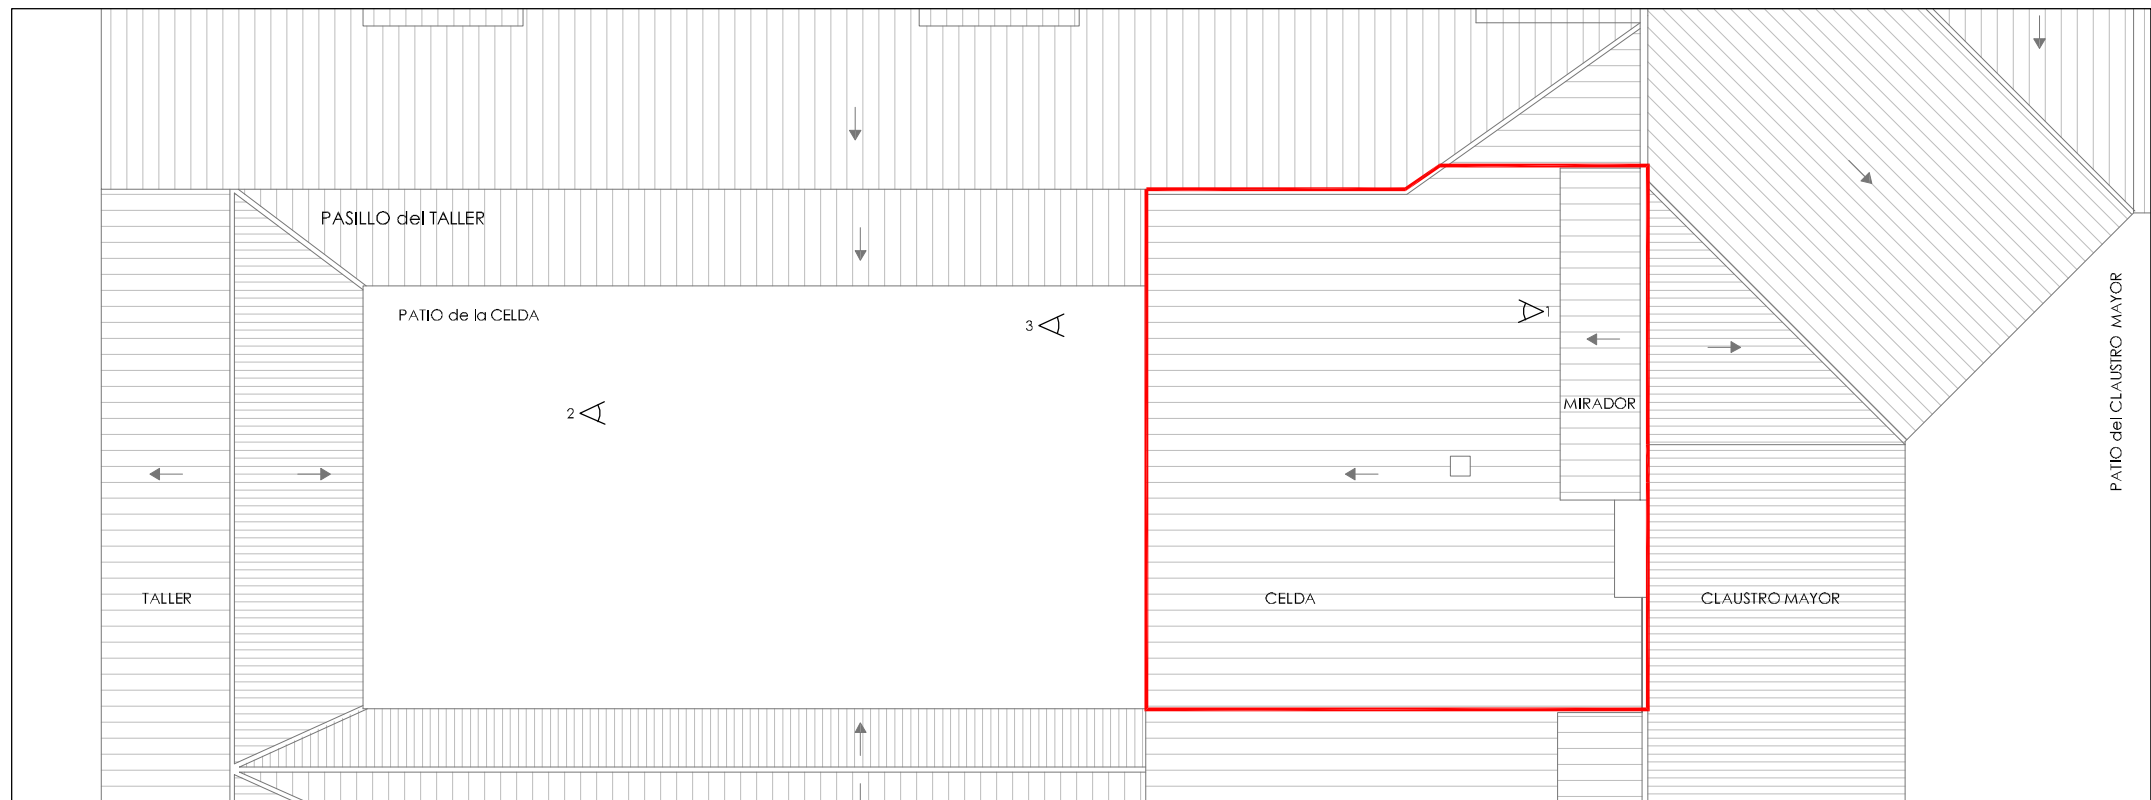 PASILLO del TALLER
PATIO de la CELDA
3
1
2
MIRADOR
TALLER
CELDA
CLAUSTRO MAYOR
PATIO del CLAUSTRO MAYOR